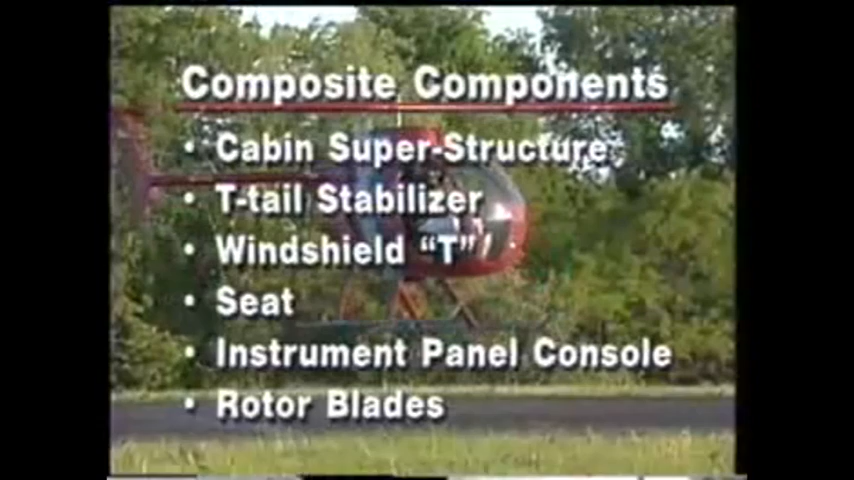 Composite Components
• Cabin Super-Structure
• T-tail Stabilizer
• Windshield “T”
• Seat
• Instrument Panel Console
• Rotor Blades